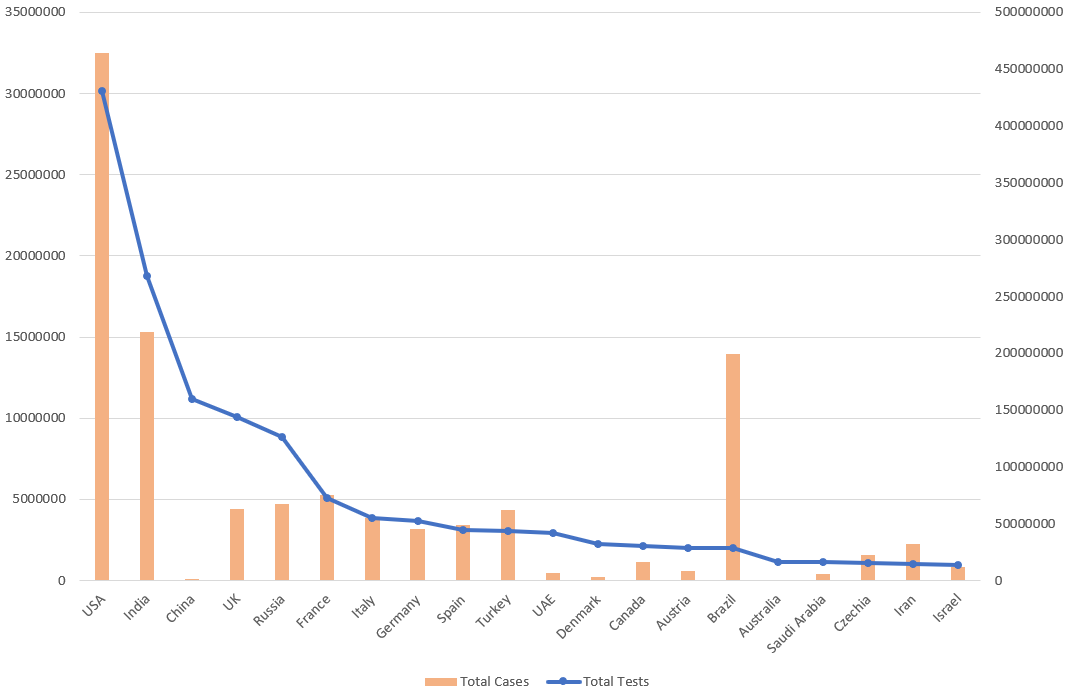 35000000
30000000
25000000
20000000
15000000
10000000
5000000
0
500000000
450000000
400000000
350000000
300000000
250000000
200000000
150000000
100000000
50000000
0
USA
India
China
UK
Russia
France
Italy
Germany
Spain
Turkey
UAE
Denmark
Canada
Austria
Brazil
Australia
Saudi Arabia
Czechia
Iran
Israel
Total Cases Total Tests